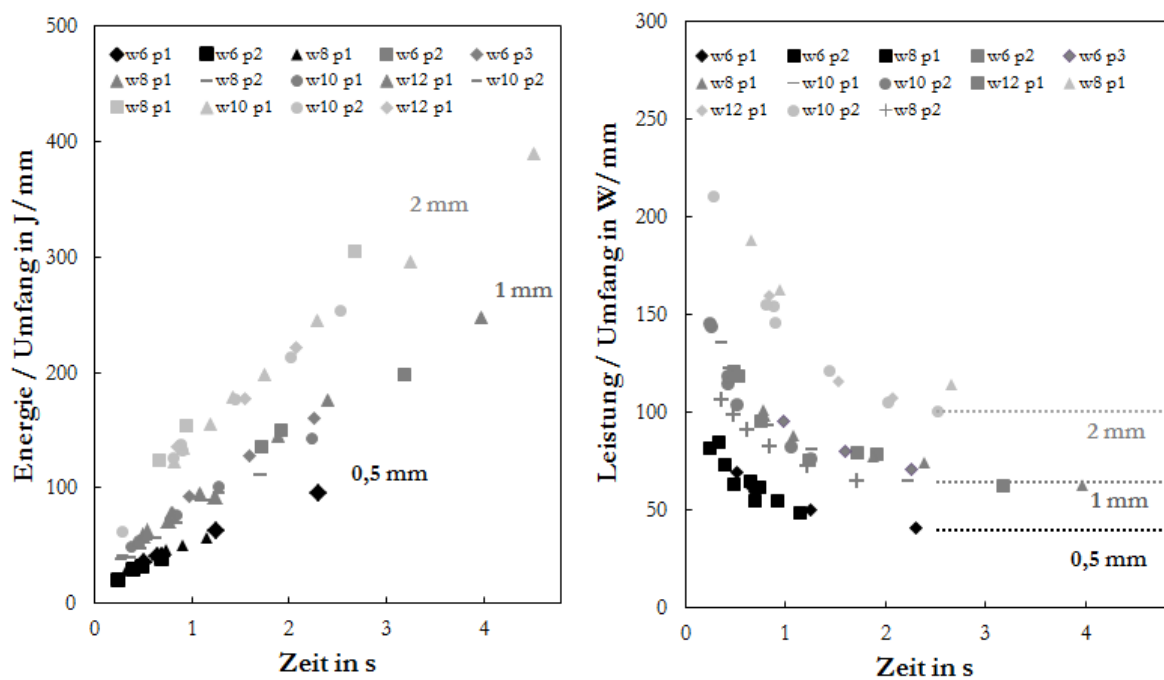 500
w6 p1 w6 p2 w8 p1 w6 p2 w6 p3
w8 p1 w8 p2 w10 p1 w12 p1 w10 p2
w8 p1 w10 p1 w10 p2 w12 p1
400
300
200
100
0
Energie / Umfang in J/mm
2 mm
1 mm
0,5 mm
0 1 2 3 4
Zeit in s
300
w6 p1 w6 p2 w8 p1 w6 p2 w6 p3
w8 p1 w10 p1 w10 p2 w12 p1 w8 p1
w12 p1 w10 p2 w8 p2
250
200
150
100
50
0
Leistung / Umfang in W/mm
2 mm
1 mm
0,5 mm
0 1 2 3 4
Zeit in s